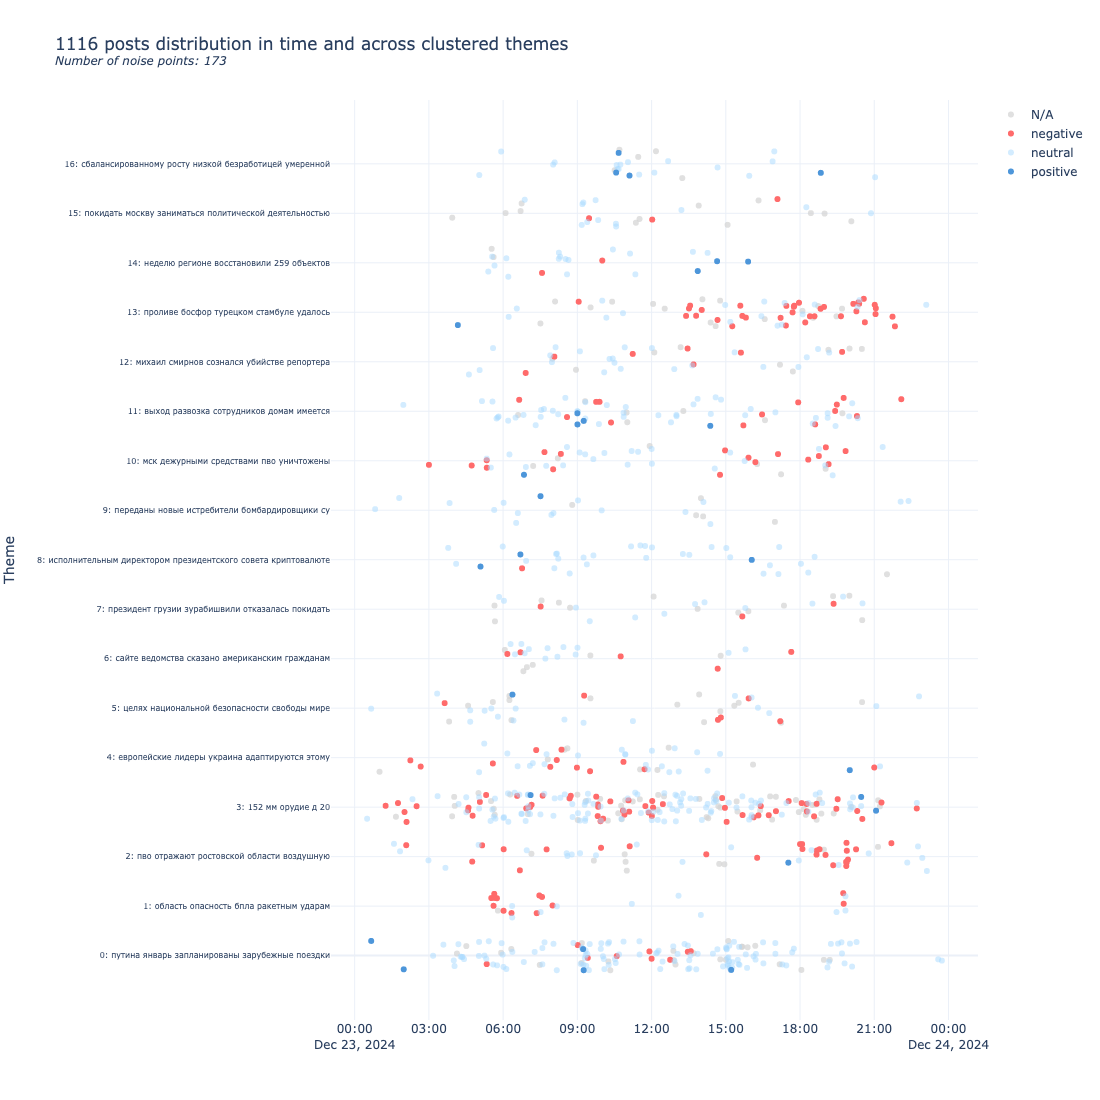 1116 posts distribution in time and across clustered themes
Number of noise points: 173
N/A
negative
neutral
positive
Theme
16: сбалансированному росту низкой безработицей умеренной
15: покидать москву заниматься политической деятельностью
14: неделю регионе восстановили 259 объектов
13: проливе босфор турецком стамбуле удалось
12: михаил смирнов сознался убийстве репортера
11: выход развозка сотрудников домам имеется
10: мск дежурными средствами пво уничтожены
9: переданы новые истребители бомбардировщики су
8: исполнительным директором президентского совета криптовалюте
7: президент грузии зурабишвили отказалась покидать
6: сайте ведомства сказано американским гражданам
5: целях национальной безопасности свободы мире
4: европейские лидеры украина адаптируются этому
3: 152 мм орудие д 20
2: пво отражают ростовской области воздушную
1: область опасность бпла ракетным ударам
0: путина январь запланированы зарубежные поездки
00:00 03:00 06:00 09:00 12:00 15:00 18:00 21:00 00:00
Dec 23, 2024 Dec 24, 2024